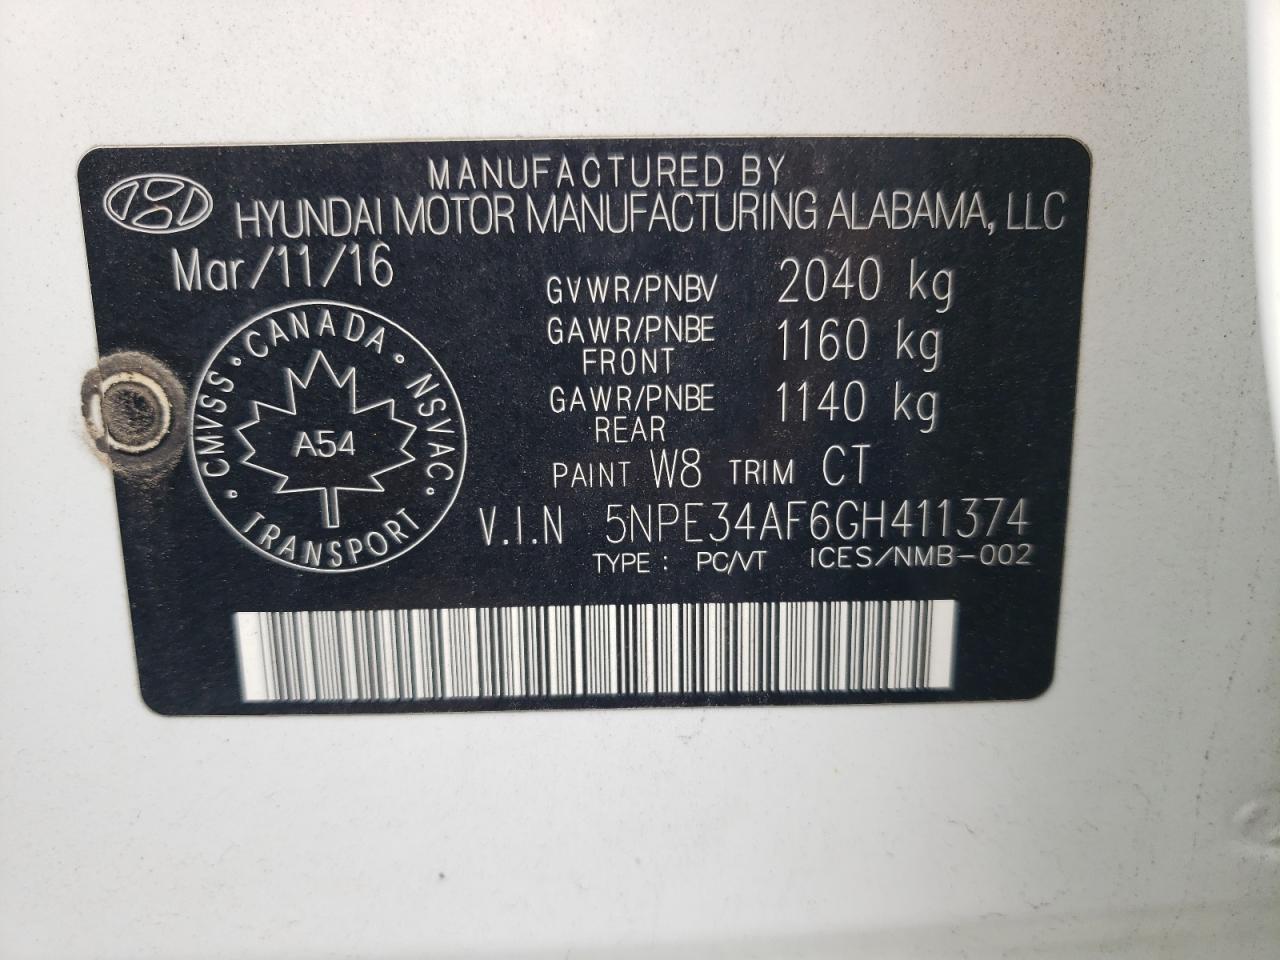 MANUFACTURED BY
HYUNDAI MOTOR MANUFACTURING ALABAMA, LLC
Mar/11/16
GVWR/PNBV 2040 kg
GAWR/PNBE FRONT 1160 kg
GAWR/PNBE REAR 1140 kg
PAINT W8 TRIM CT
V.I.N 5NPE34AF6GH411374
TYPE : PC/VT ICES/NMB-002
CANADA · NSVAC · TRANSPORT · CMVSS ·
A54